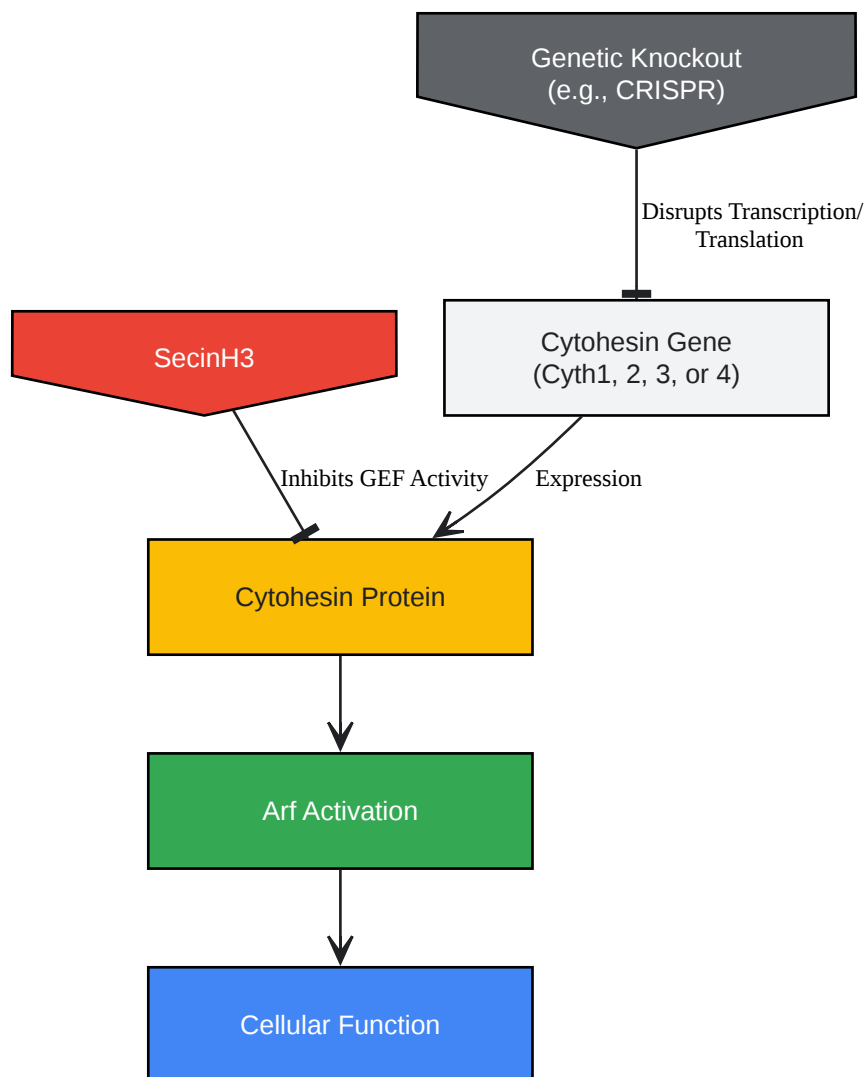 Genetic Knockout
(e.g., CRISPR)
Disrupts Transcription/
Translation
SecinH3
Cytohesin Gene
(Cyth1, 2, 3, or 4)
Inhibits GEF Activity
Expression
Cytohesin Protein
Arf Activation
Cellular Function